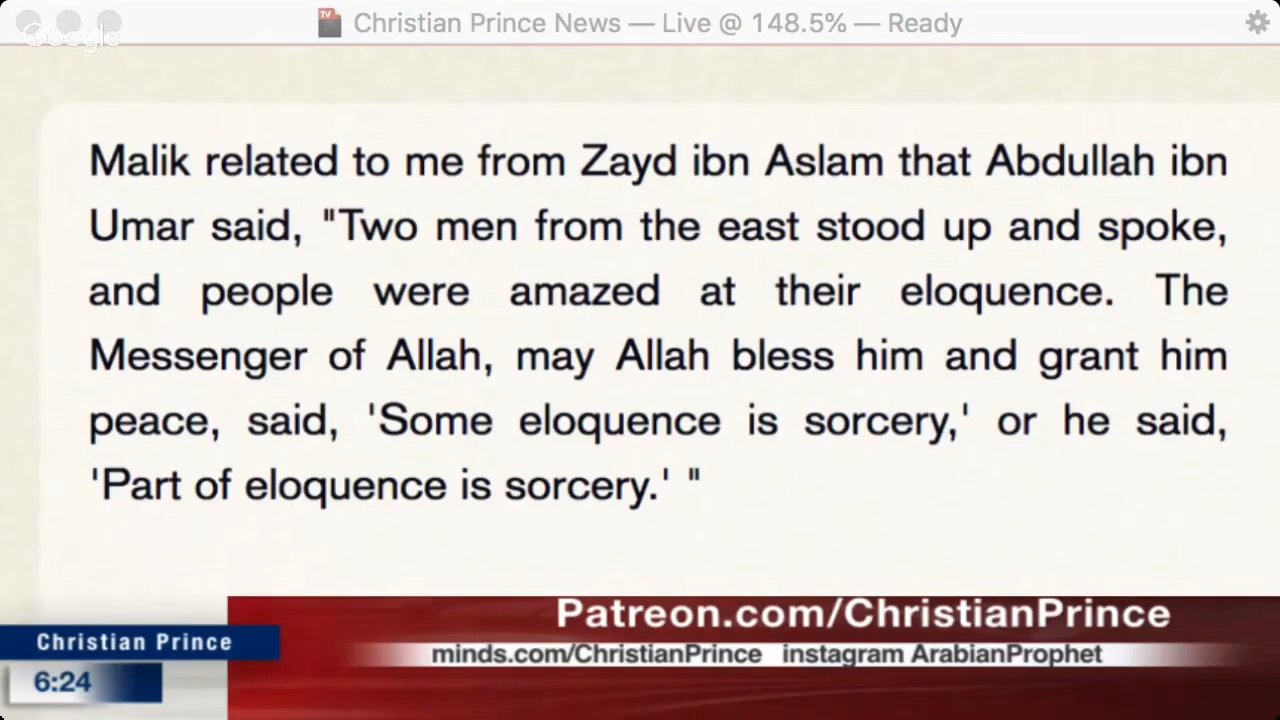 TV
Christian Prince News — Live @ 148.5% — Ready
Google
Malik related to me from Zayd ibn Aslam that Abdullah ibn
Umar said, "Two men from the east stood up and spoke,
and people were amazed at their eloquence. The
Messenger of Allah, may Allah bless him and grant him
peace, said, 'Some eloquence is sorcery,' or he said,
'Part of eloquence is sorcery.' "
Patreon.com/ChristianPrince
Christian Prince
minds.com/ChristianPrince instagram ArabianProphet
6:24